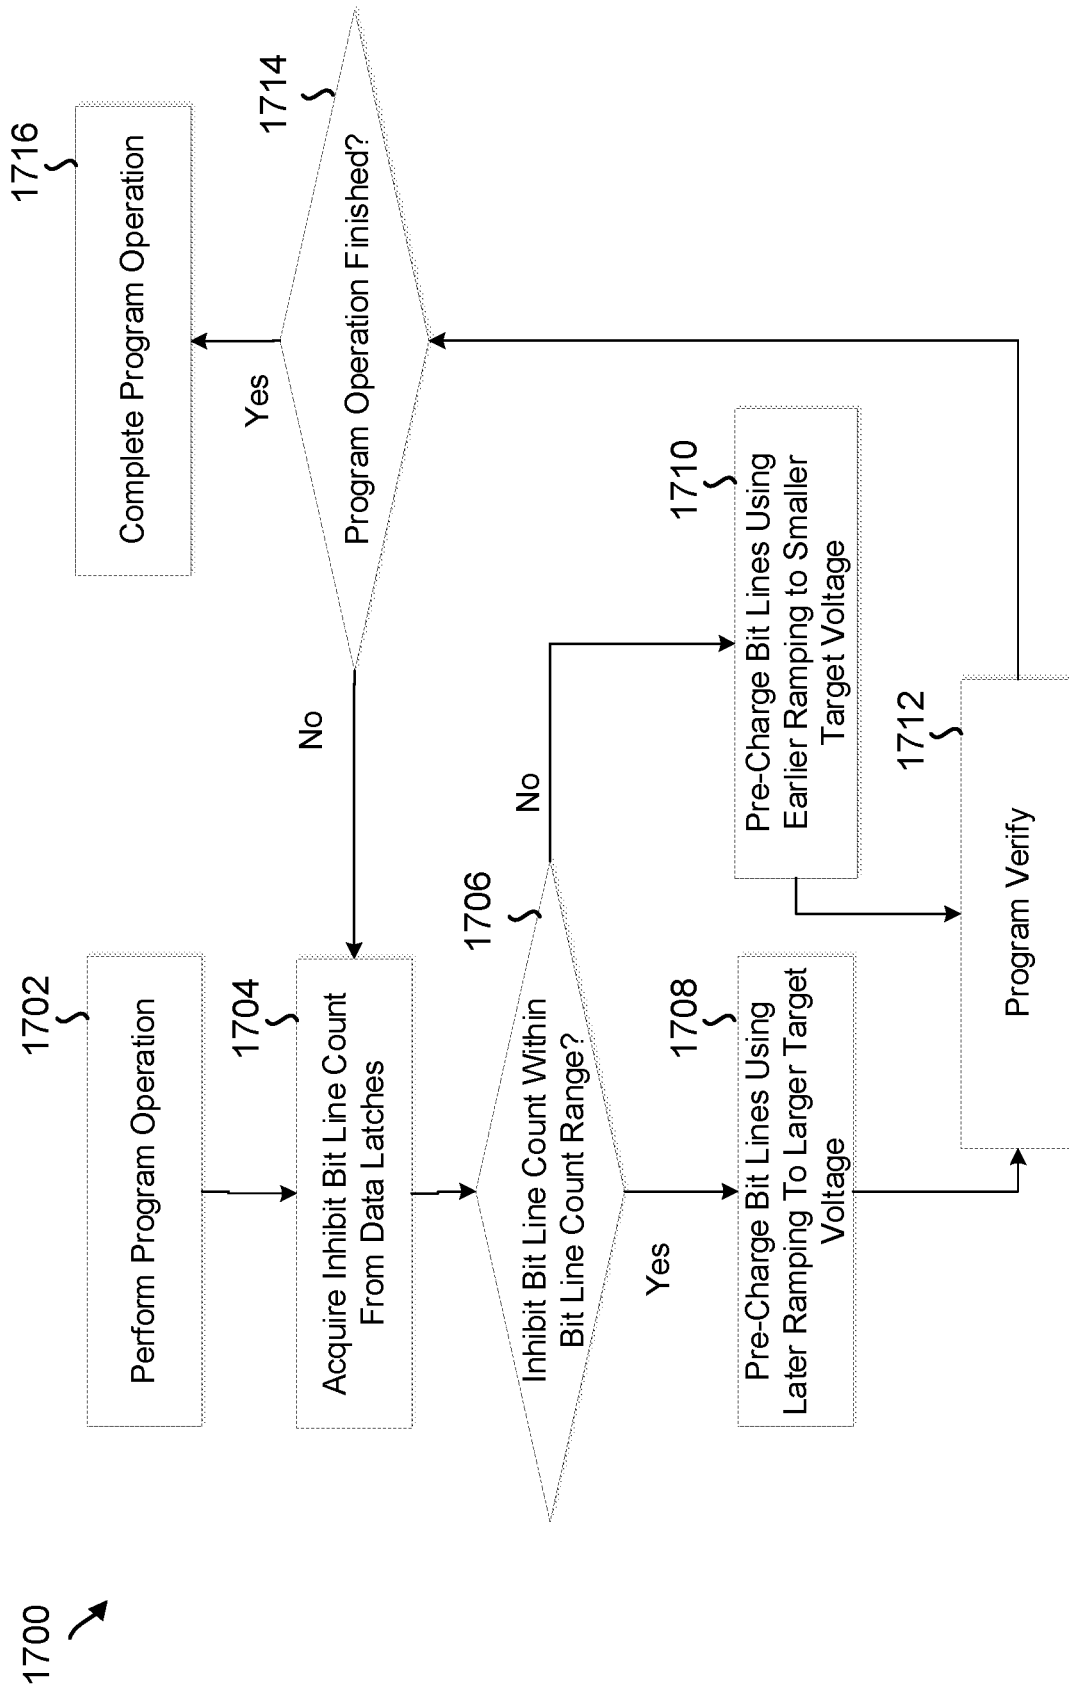 1700
1702
Perform Program Operation
1704
Acquire Inhibit Bit Line Count
From Data Latches
1706
Inhibit Bit Line Count Within
Bit Line Count Range?
Yes
No
1708
Pre-Charge Bit Lines Using
Later Ramping To Larger Target
Voltage
1710
Pre-Charge Bit Lines Using
Earlier Ramping to Smaller
Target Voltage
1712
Program Verify
1714
Program Operation Finished?
No
Yes
1716
Complete Program Operation